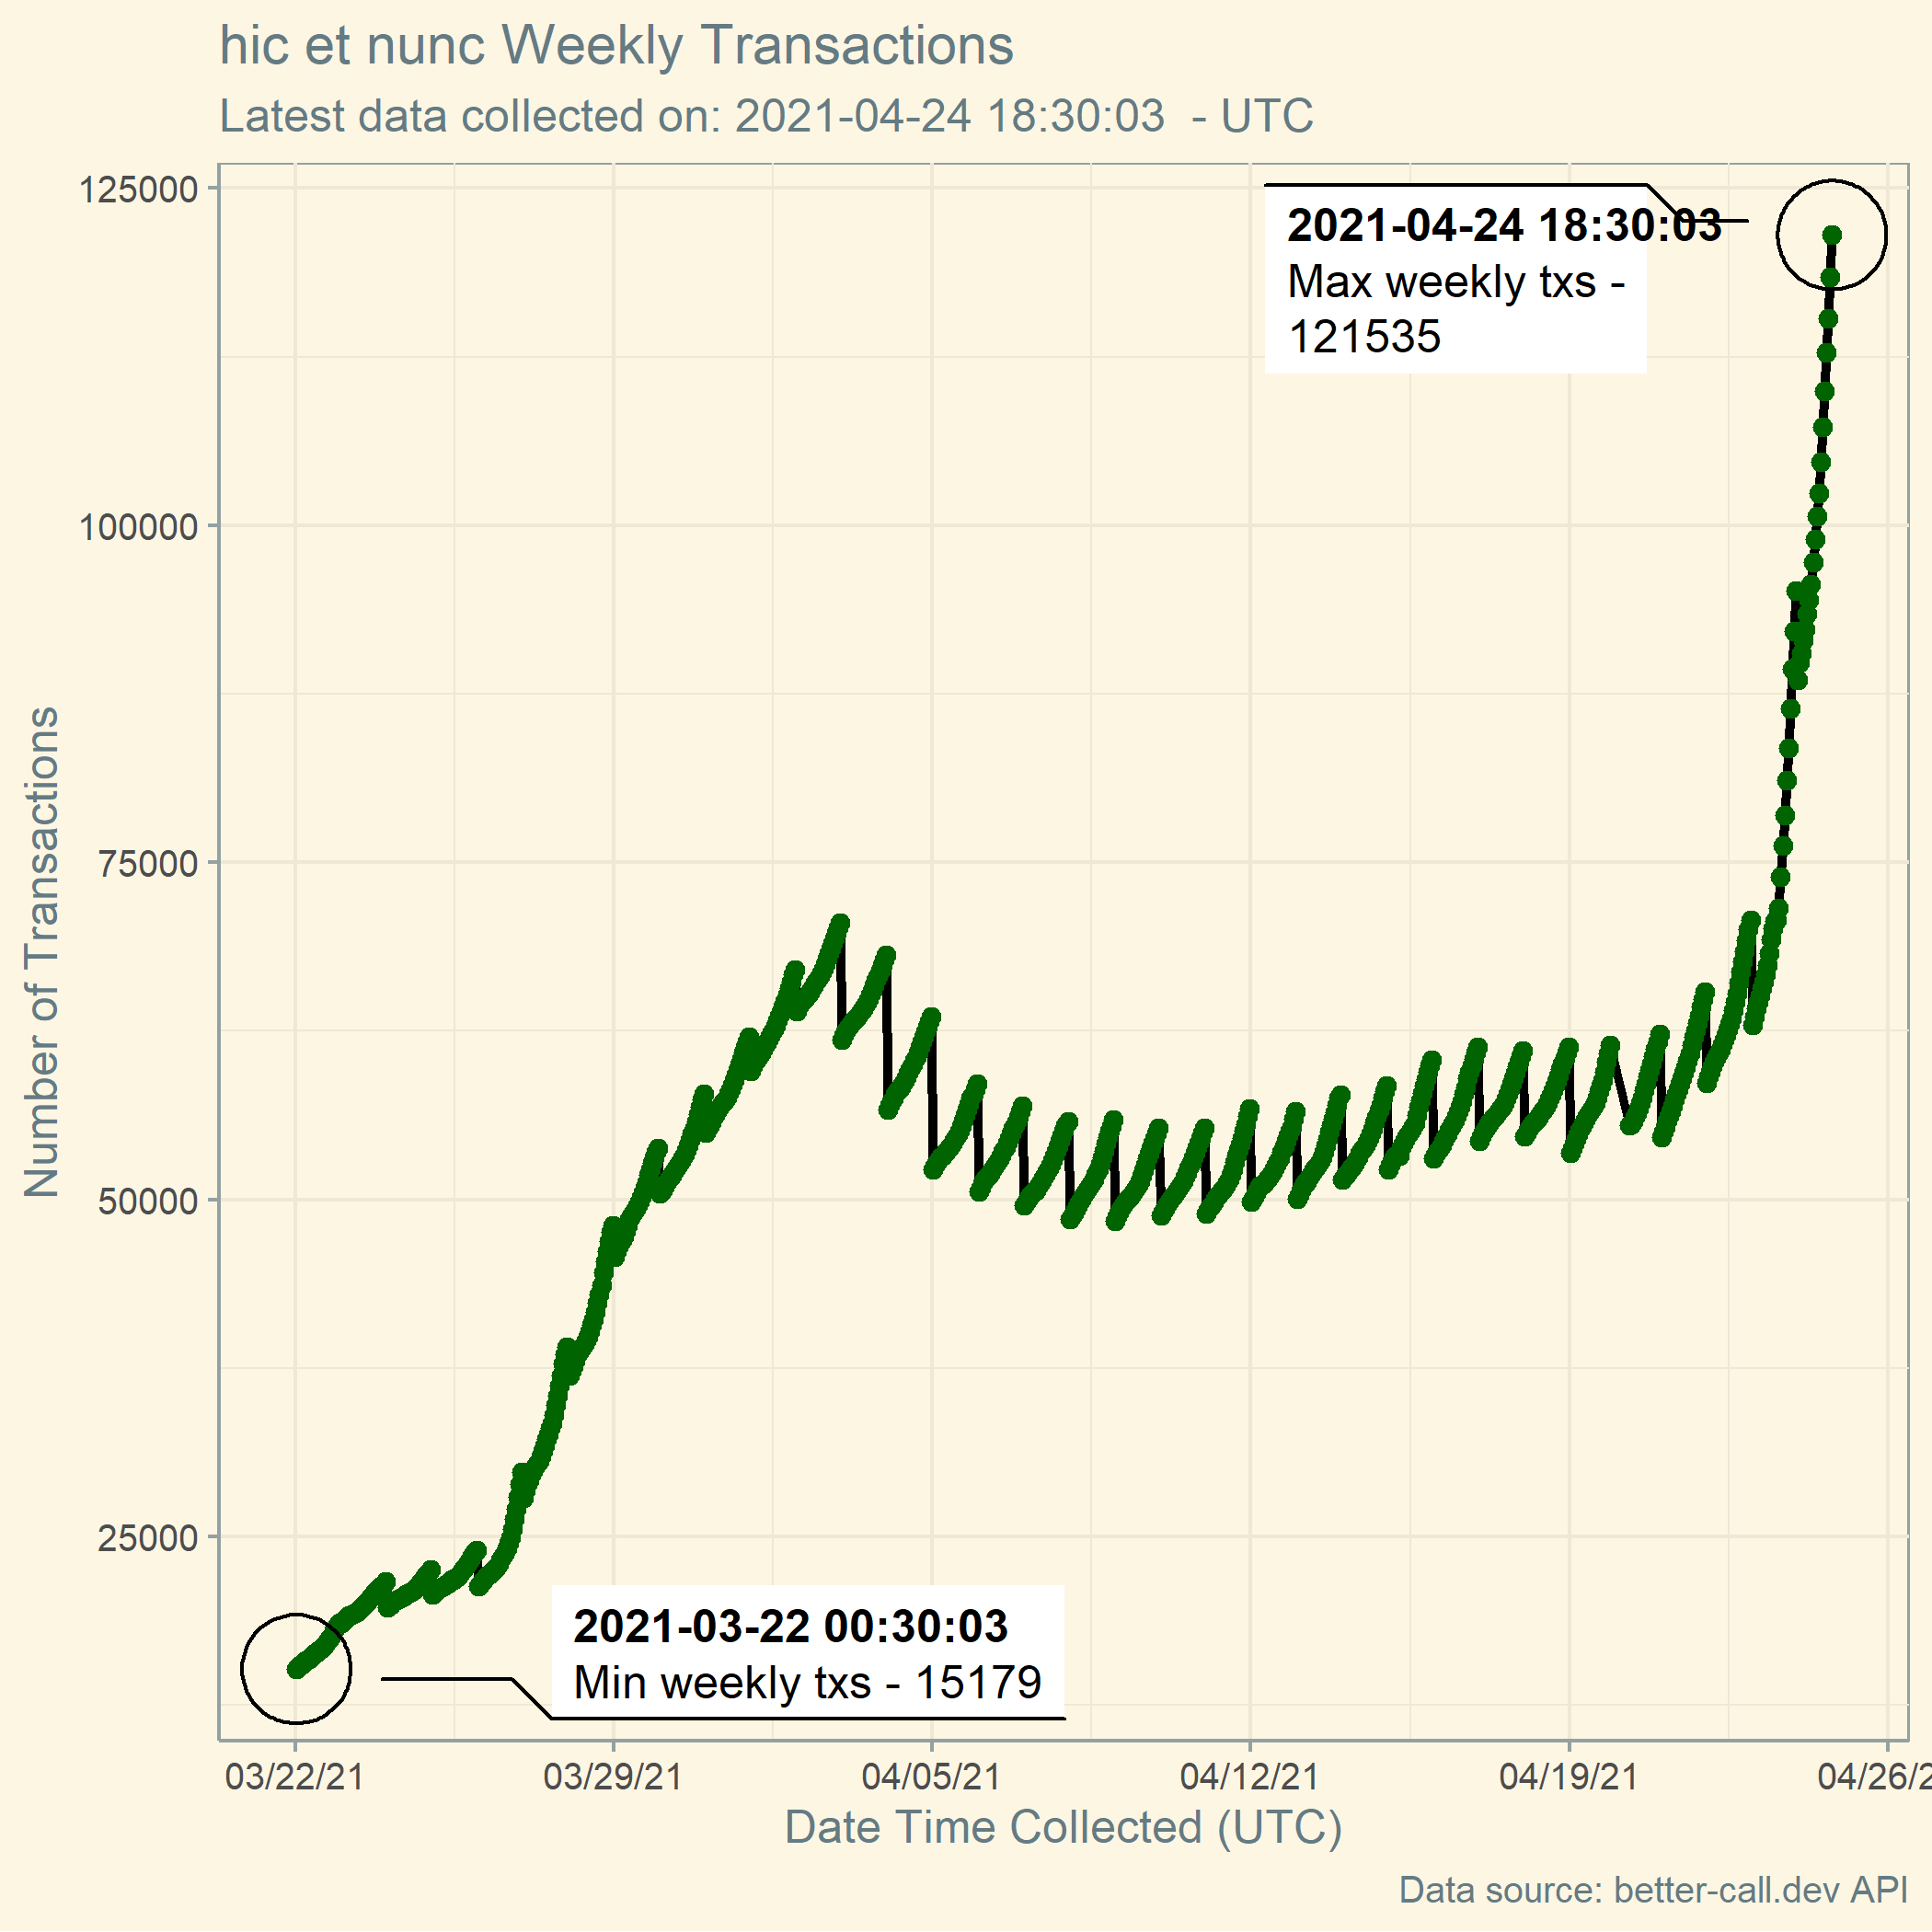 hic et nunc Weekly Transactions
Latest data collected on: 2021-04-24 18:30:03 - UTC
125000
100000
75000
50000
25000
Number of Transactions
2021-04-24 18:30:03
Max weekly txs -
121535
2021-03-22 00:30:03
Min weekly txs - 15179
03/22/21 03/29/21 04/05/21 04/12/21 04/19/21 04/26/2
Date Time Collected (UTC)
Data source: better-call.dev API